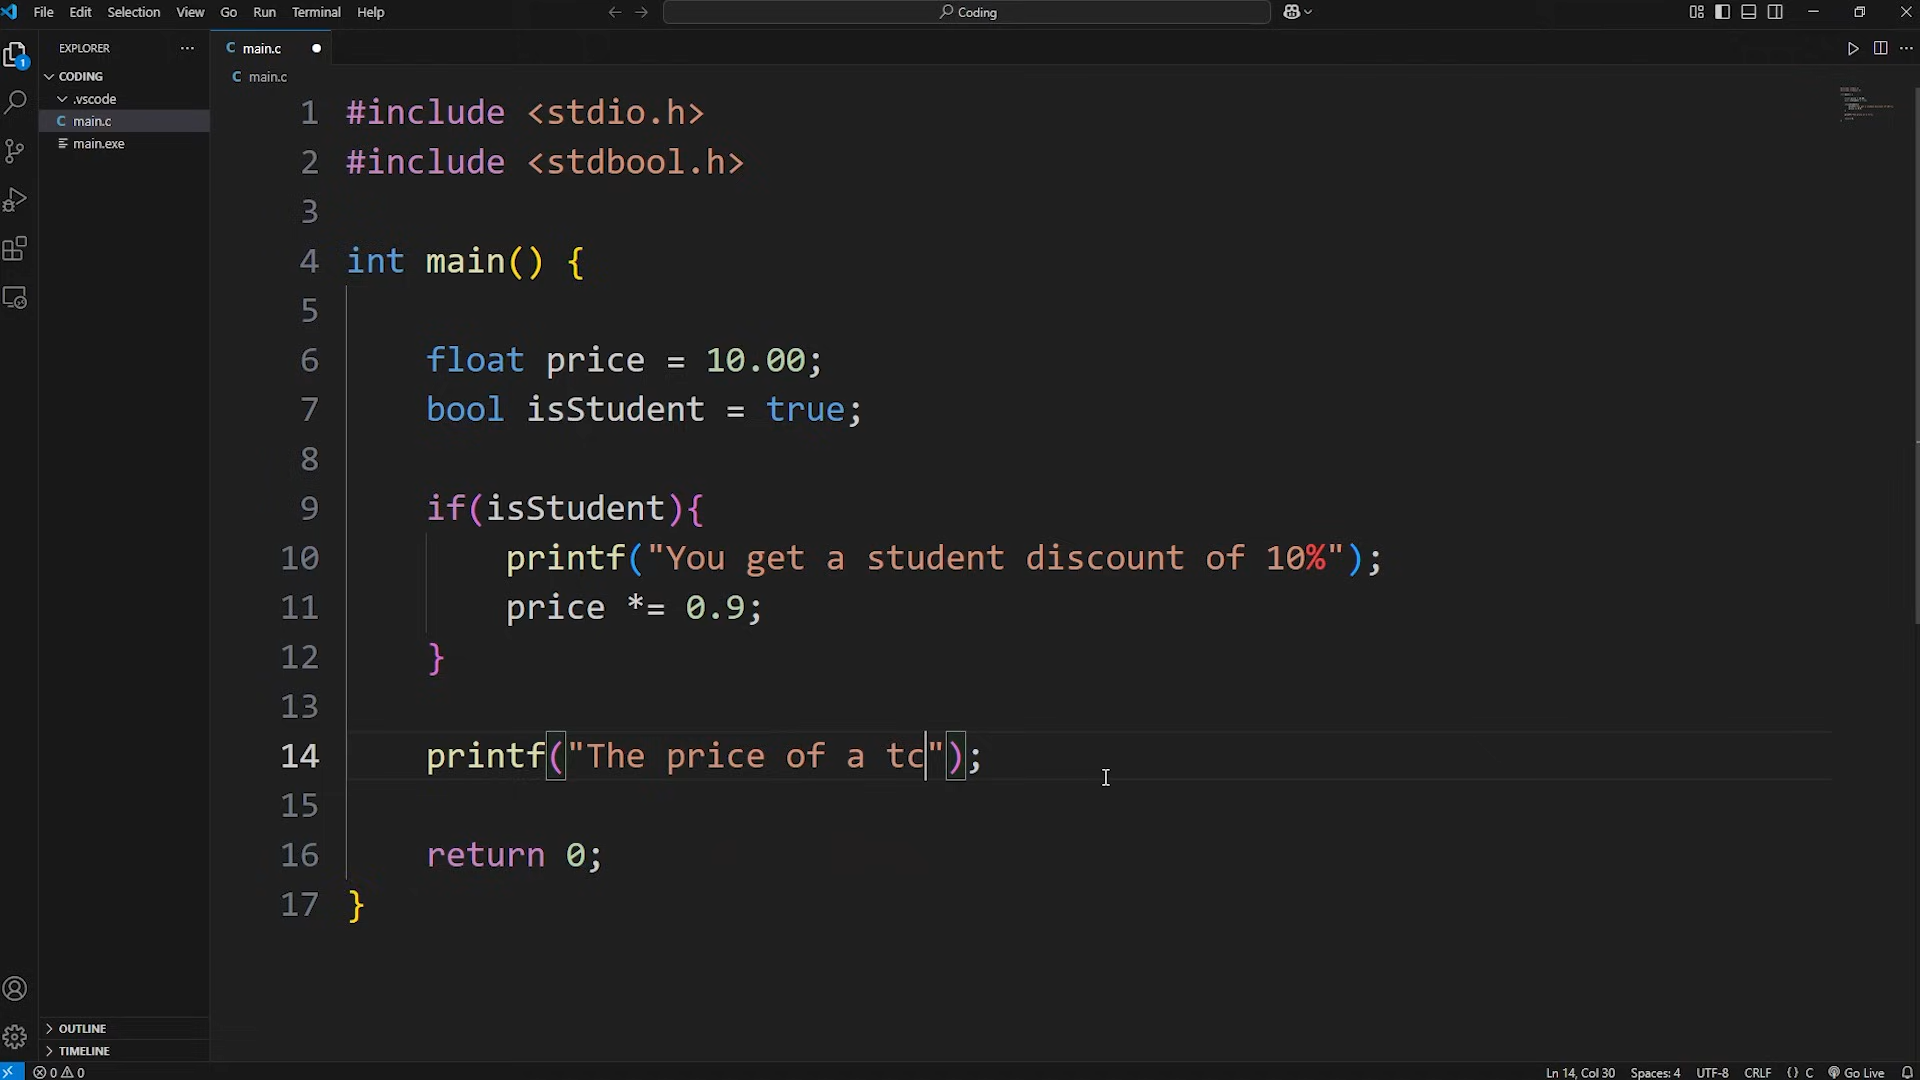 File Edit Selection View Go Run Terminal Help
Coding
EXPLORER
CODING
.vscode
C main.c
main.exe
OUTLINE
TIMELINE
1
C main.c
C main.c
1 #include <stdio.h>
2 #include <stdbool.h>
3
4 int main() {
5
6 float price = 10.00;
7 bool isStudent = true;
8
9 if(isStudent){
10 printf("You get a student discount of 10%");
11 price *= 0.9;
12 }
13
14 printf("The price of a tc");
15
16 return 0;
17 }
0 0
Ln 14, Col 30 Spaces: 4 UTF-8 CRLF {} C Go Live